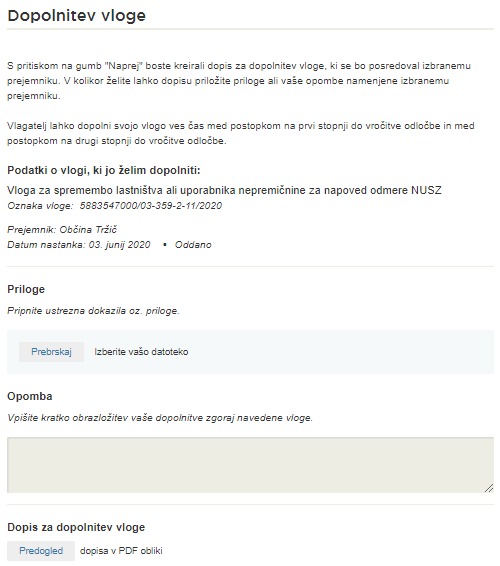 Dopolnitev vloge
S pritiskom na gumb "Naprej" boste kreirali dopis za dopolnitev vloge, ki se bo posredoval izbranemu
prejemniku. V kolikor želite lahko dopisu priložite priloge ali vaše opombe namenjene izbranemu
prejemniku.
Vlagatelj lahko dopolni svojo vlogo ves čas med postopkom na prvi stopnji do vročitve odločbe in med
postopkom na drugi stopnji do vročitve odločbe.
Podatki o vlogi, ki jo želim dopolniti:
Vloga za spremembo lastništva ali uporabnika nepremičnine za napoved odmere NUSZ
Oznaka vloge: 5883547000/03-359-2-11/2020
Prejemnik: Občina Tržič
Datum nastanka: 03. junij 2020 ▪ Oddano
Priloge
Pripnite ustrezna dokazila oz. priloge.
Prebrskaj Izberite vašo datoteko
Opomba
Vpišite kratko obrazložitev vaše dopolnitve zgoraj navedene vloge.
Dopis za dopolnitev vloge
Predogled dopisa v PDF obliki